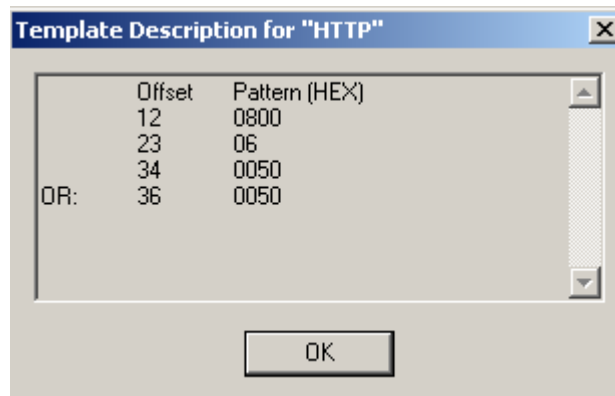 Template Description for "HTTP"
Offset Pattern (HEX)
12 0800
23 06
34 0050
OR: 36 0050
OK